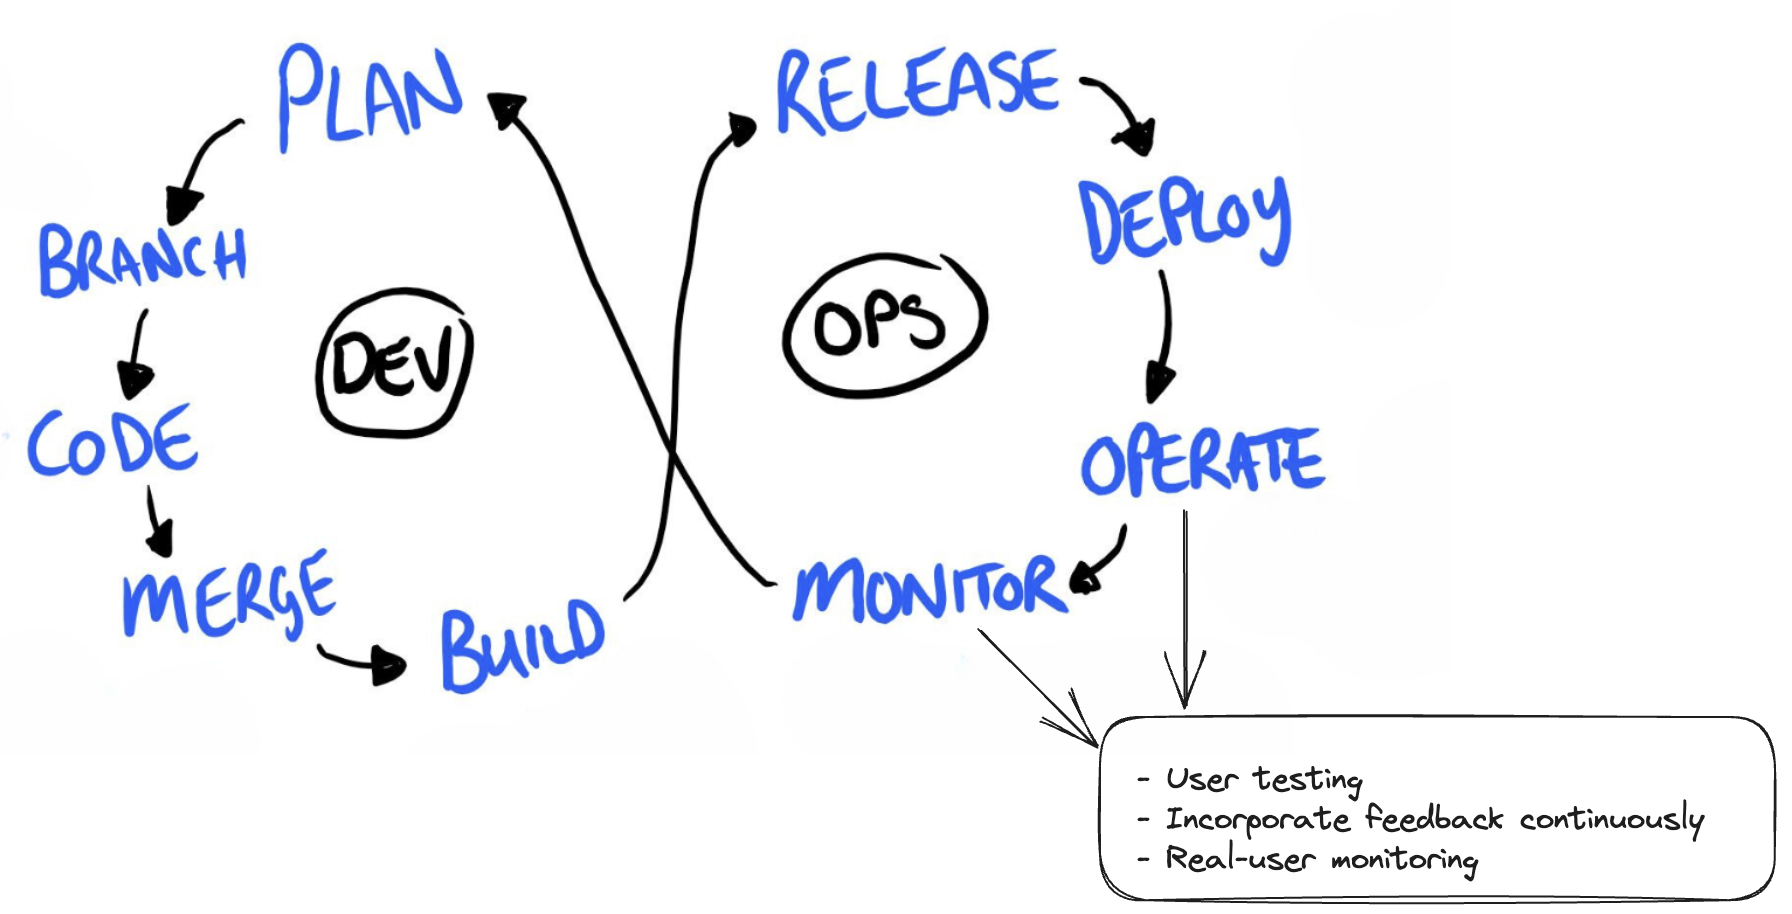 PLAN
BRANCH
CODE
MERGE
BUILD
DEV
RELEASE
DEPLOY
OPERATE
MONITOR
OPS
- User testing
- Incorporate feedback continuously
- Real-user monitoring